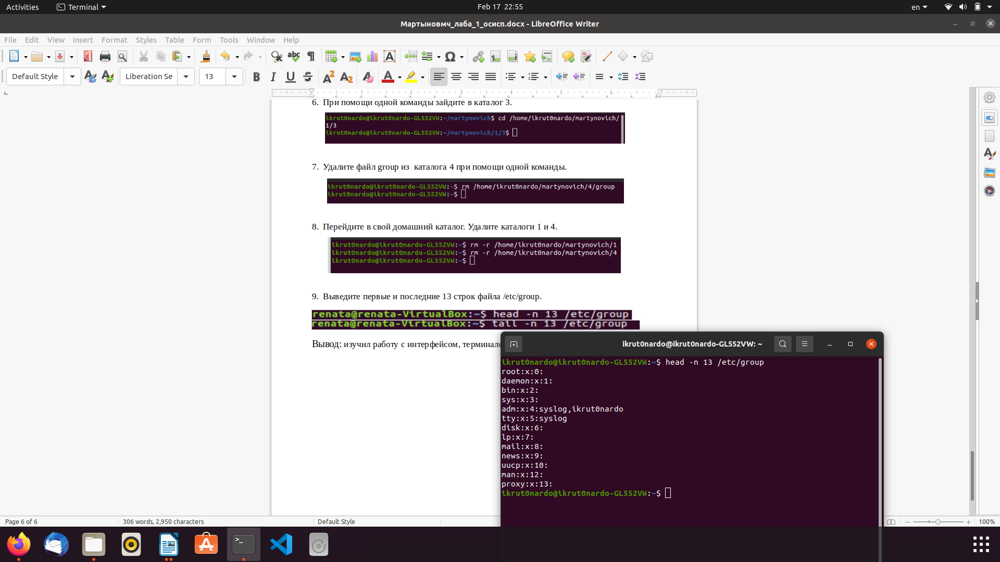 Activities
Terminal
Feb 17 22:55
en
Мартыновмч_лаба_1_осисп.docx - LibreOffice Writer
File Edit View Insert Format Styles Table Form Tools Window Help
Default Style
Liberation Se
13
1 2 3 4 5 6 7
6. При помощи одной команды зайдите в каталог 3.
ikrut0nardo@ikrut0nardo-GL552VW:~/martynovich$ cd /home/ikrut0nardo/martynovich/
1/3
ikrut0nardo@ikrut0nardo-GL552VW:~/martynovich/1/3$
7. Удалите файл group из каталога 4 при помощи одной команды.
ikrut0nardo@ikrut0nardo-GL552VW:~$ rm /home/ikrut0nardo/martynovich/4/group
ikrut0nardo@ikrut0nardo-GL552VW:~$
8. Перейдите в свой домашний каталог. Удалите каталоги 1 и 4.
ikrut0nardo@ikrut0nardo-GL552VW:~$ rm -r /home/ikrut0nardo/martynovich/1
ikrut0nardo@ikrut0nardo-GL552VW:~$ rm -r /home/ikrut0nardo/martynovich/4
ikrut0nardo@ikrut0nardo-GL552VW:~$
9. Выведите первые и последние 13 строк файла /etc/group.
renata@renata-VirtualBox:~$ head -n 13 /etc/group
renata@renata-VirtualBox:~$ tail -n 13 /etc/group
Вывод: изучил работу с интерфейсом,
ikrut0nardo@ikrut0nardo-GL552VW: ~
ikrut0nardo@ikrut0nardo-GL552VW:~$ head -n 13 /etc/group
root:x:0:
daemon:x:1:
bin:x:2:
sys:x:3:
adm:x:4:syslog,ikrut0nardo
tty:x:5:syslog
disk:x:6:
lp:x:7:
mail:x:8:
news:x:9:
uucp:x:10:
man:x:12:
proxy:x:13:
ikrut0nardo@ikrut0nardo-GL552VW:~$
Page 6 of 6
306 words, 2,950 characters
Default Style
100%